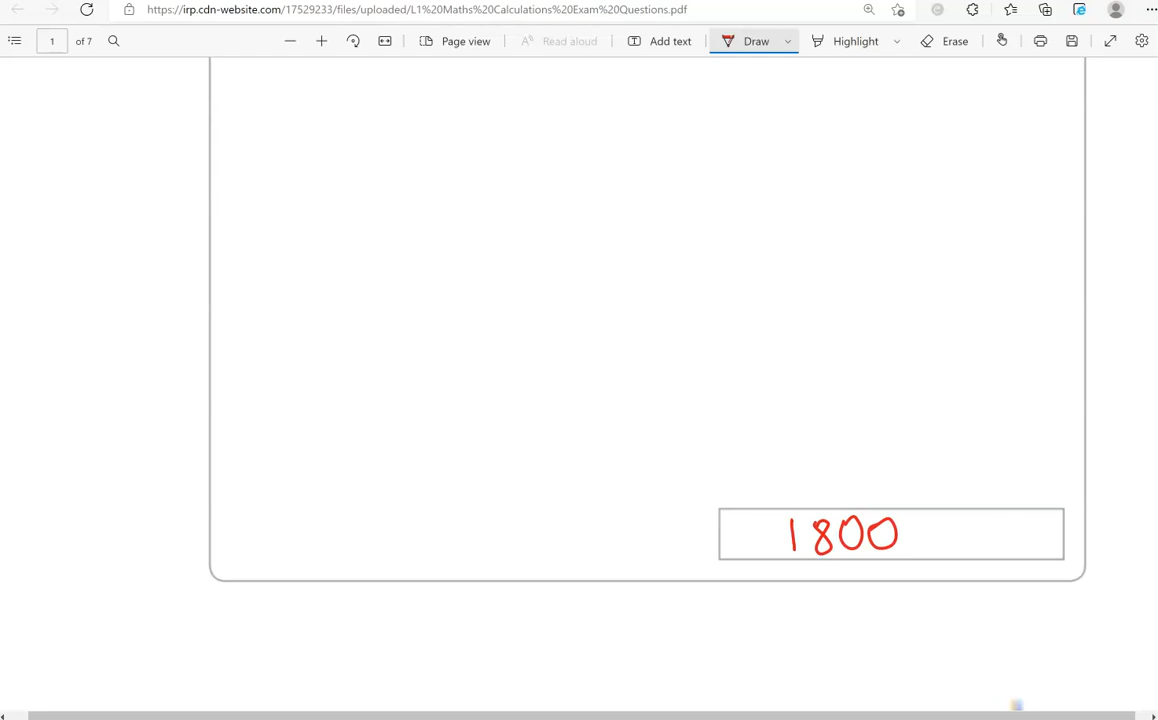 https://irp.cdn-website.com/17529233/files/uploaded/L1%20Maths%20Calculations%20Exam%20Questions.pdf
1 of 7 Page view Read aloud Add text Draw Highlight Erase
1800